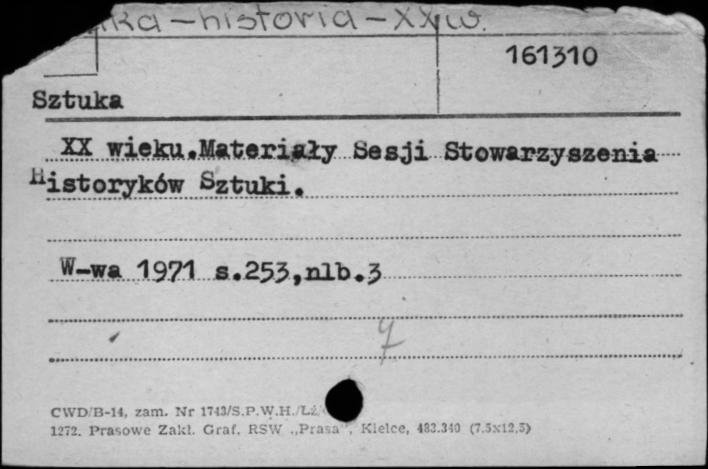 historia - XX w.
161310
Sztuka
XX wieku.Materiały Sesji Stowarzyszenia
Historyków Sztuki.
W-wa 1971 s.253,nlb.3
CWD/B-14, zam. Nr 1743/S.P.W.H./Lz/
1272. Prasowe Zakł. Graf. RSW „Prasa", Kielce, 483.340 (7,5x12,5)